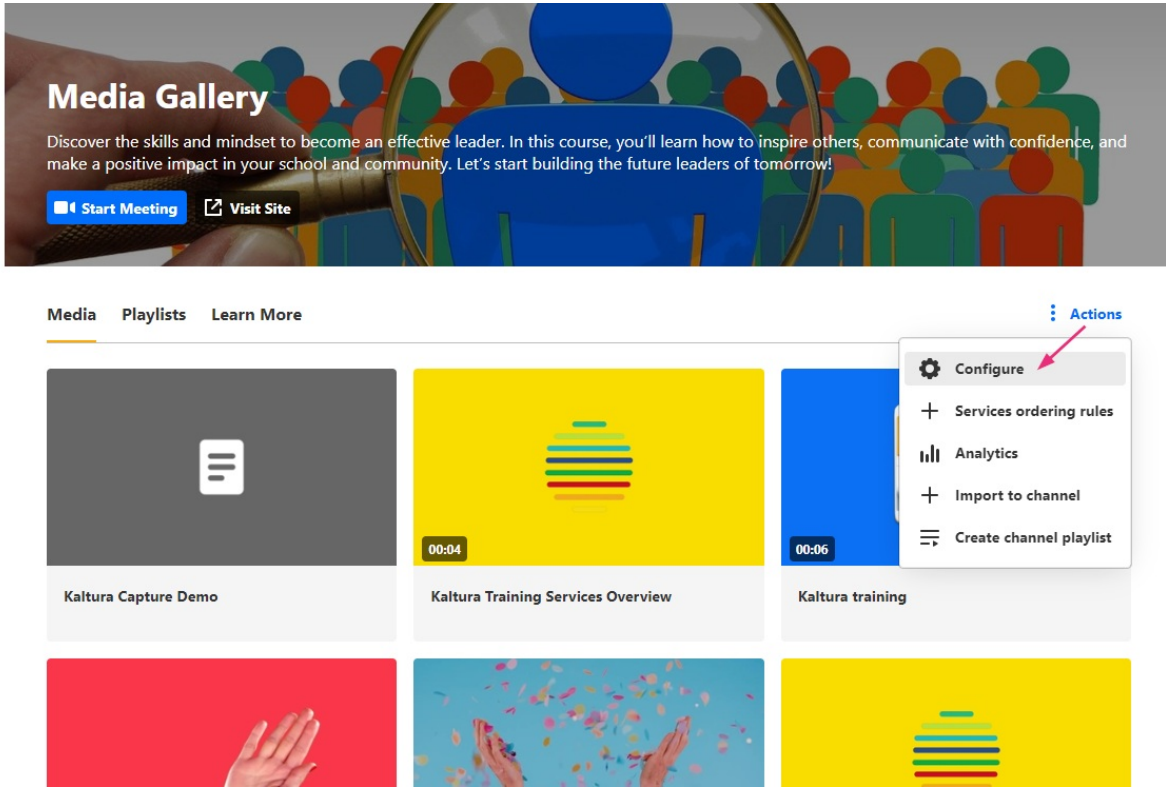 Media Gallery
Discover the skills and mindset to become an effective leader. In this course, you'll learn how to inspire others, communicate with confidence, and
make a positive impact in your school and community. Let's start building the future leaders of tomorrow!
Start Meeting Visit Site
Media Playlists Learn More Actions
Configure
Services ordering rules
Analytics
Import to channel
Create channel playlist
00:04 00:06
Kaltura Capture Demo Kaltura Training Services Overview Kaltura training